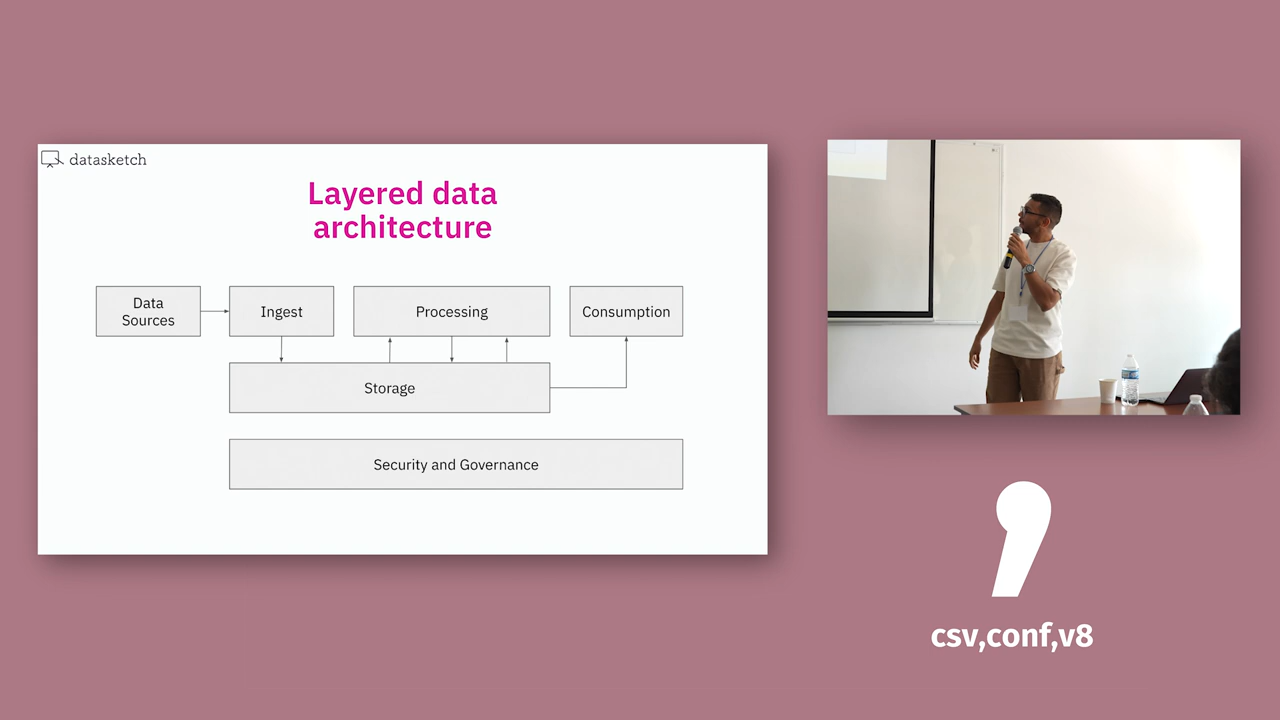 datasketch
Layered data
architecture
Data
Sources
Ingest
Processing
Consumption
Storage
Security and Governance
csv,conf,v8